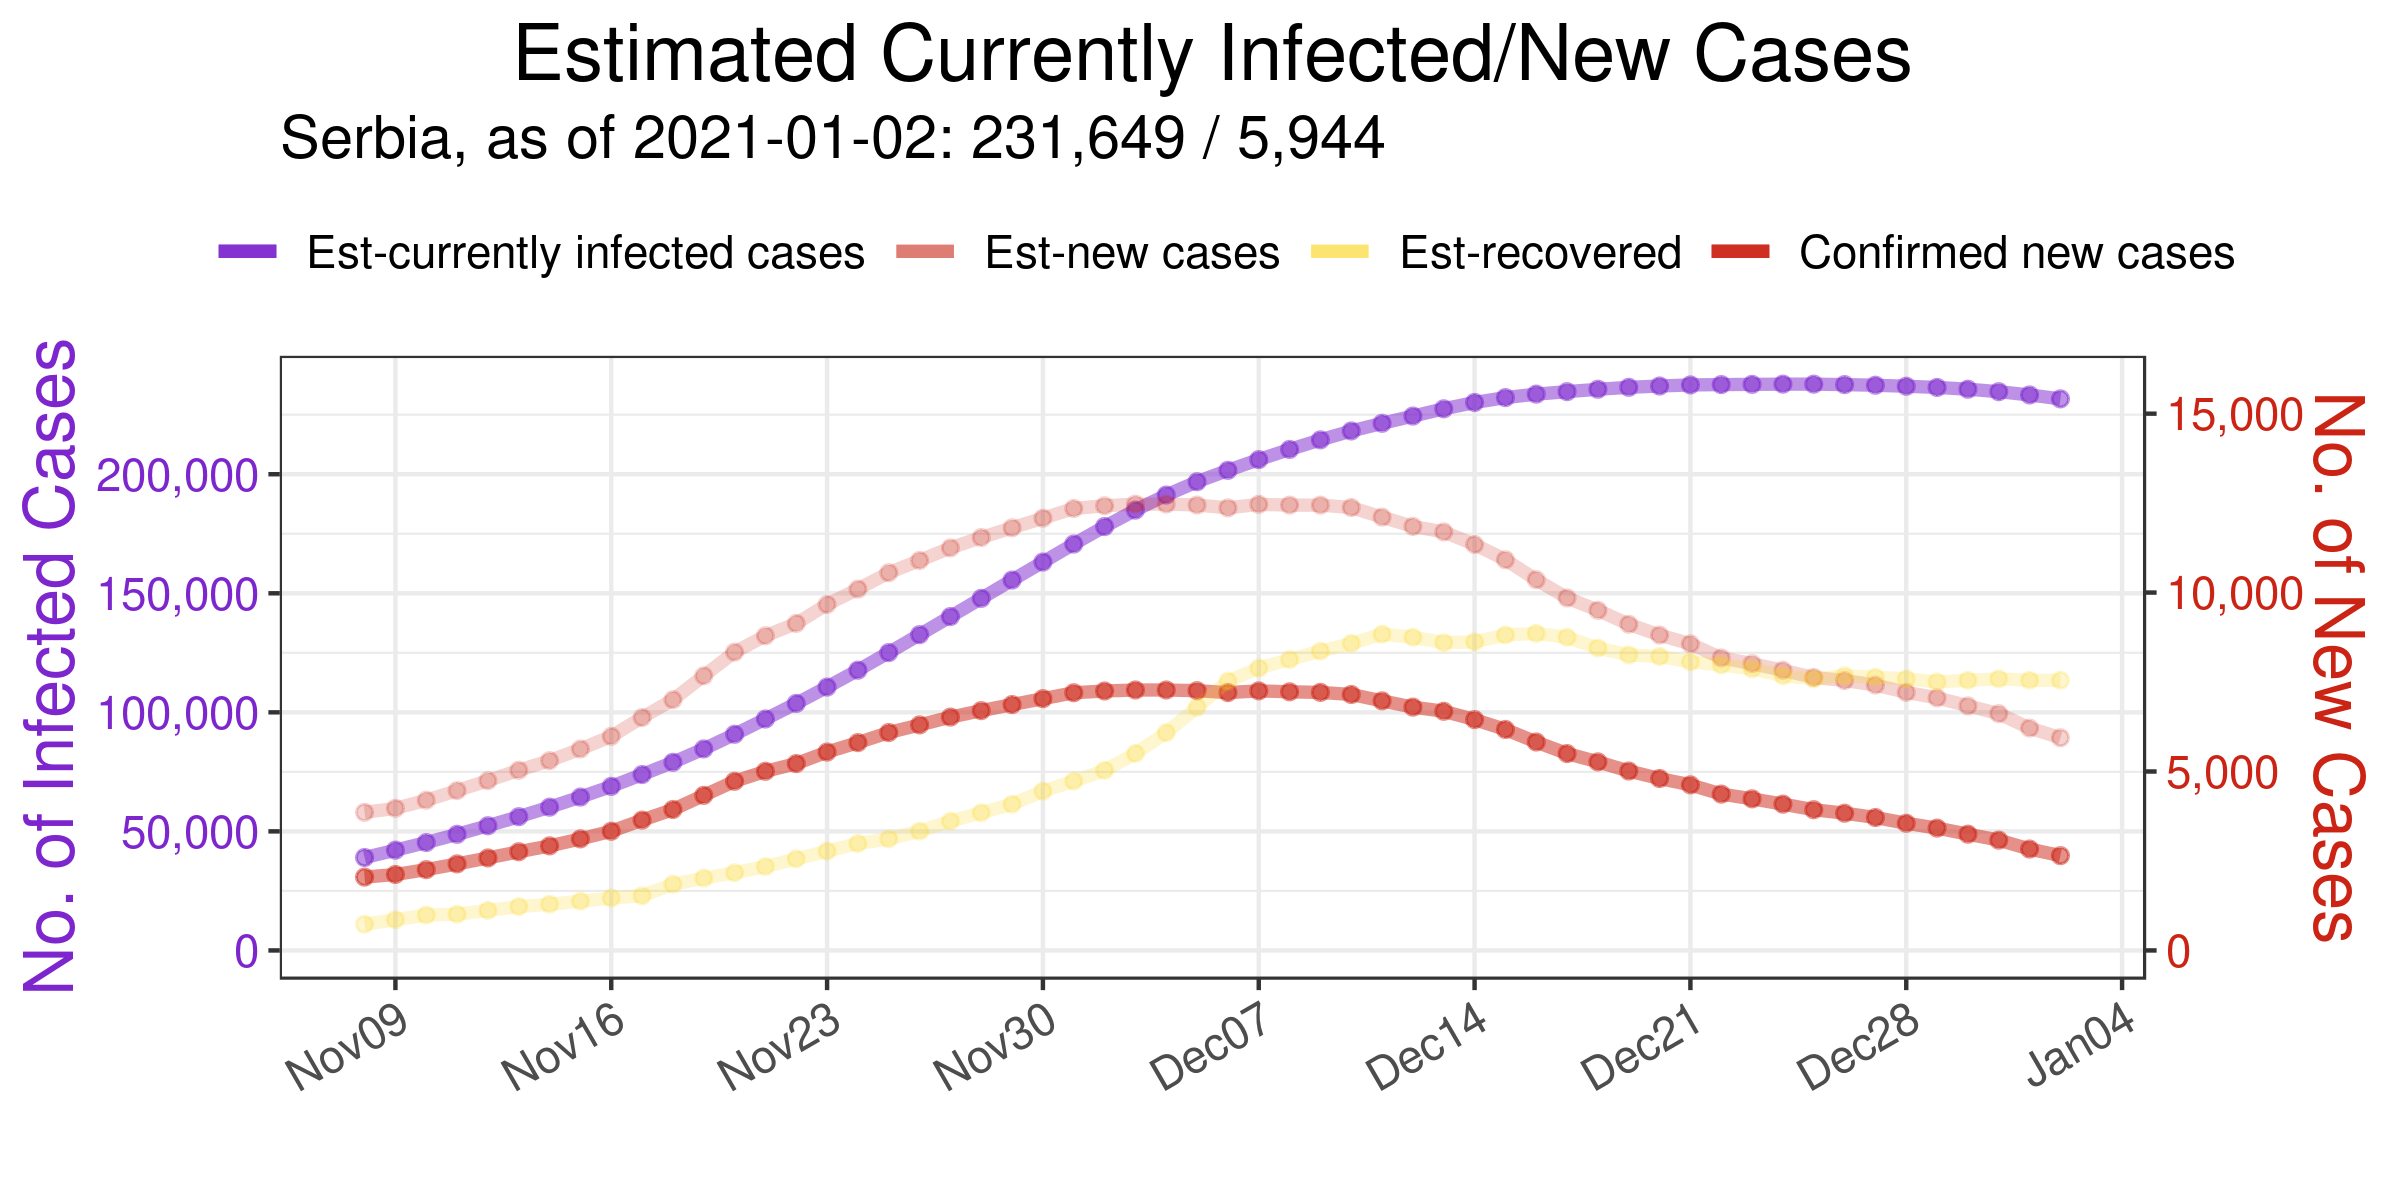 Estimated Currently Infected/New Cases
Serbia, as of 2021-01-02: 231,649 / 5,944
Est-currently infected cases Est-new cases Est-recovered Confirmed new cases
No. of Infected Cases
200,000
150,000
100,000
50,000
0
15,000
10,000
5,000
0
No. of New Cases
Nov09 Nov16 Nov23 Nov30 Dec07 Dec14 Dec21 Dec28 Jan04